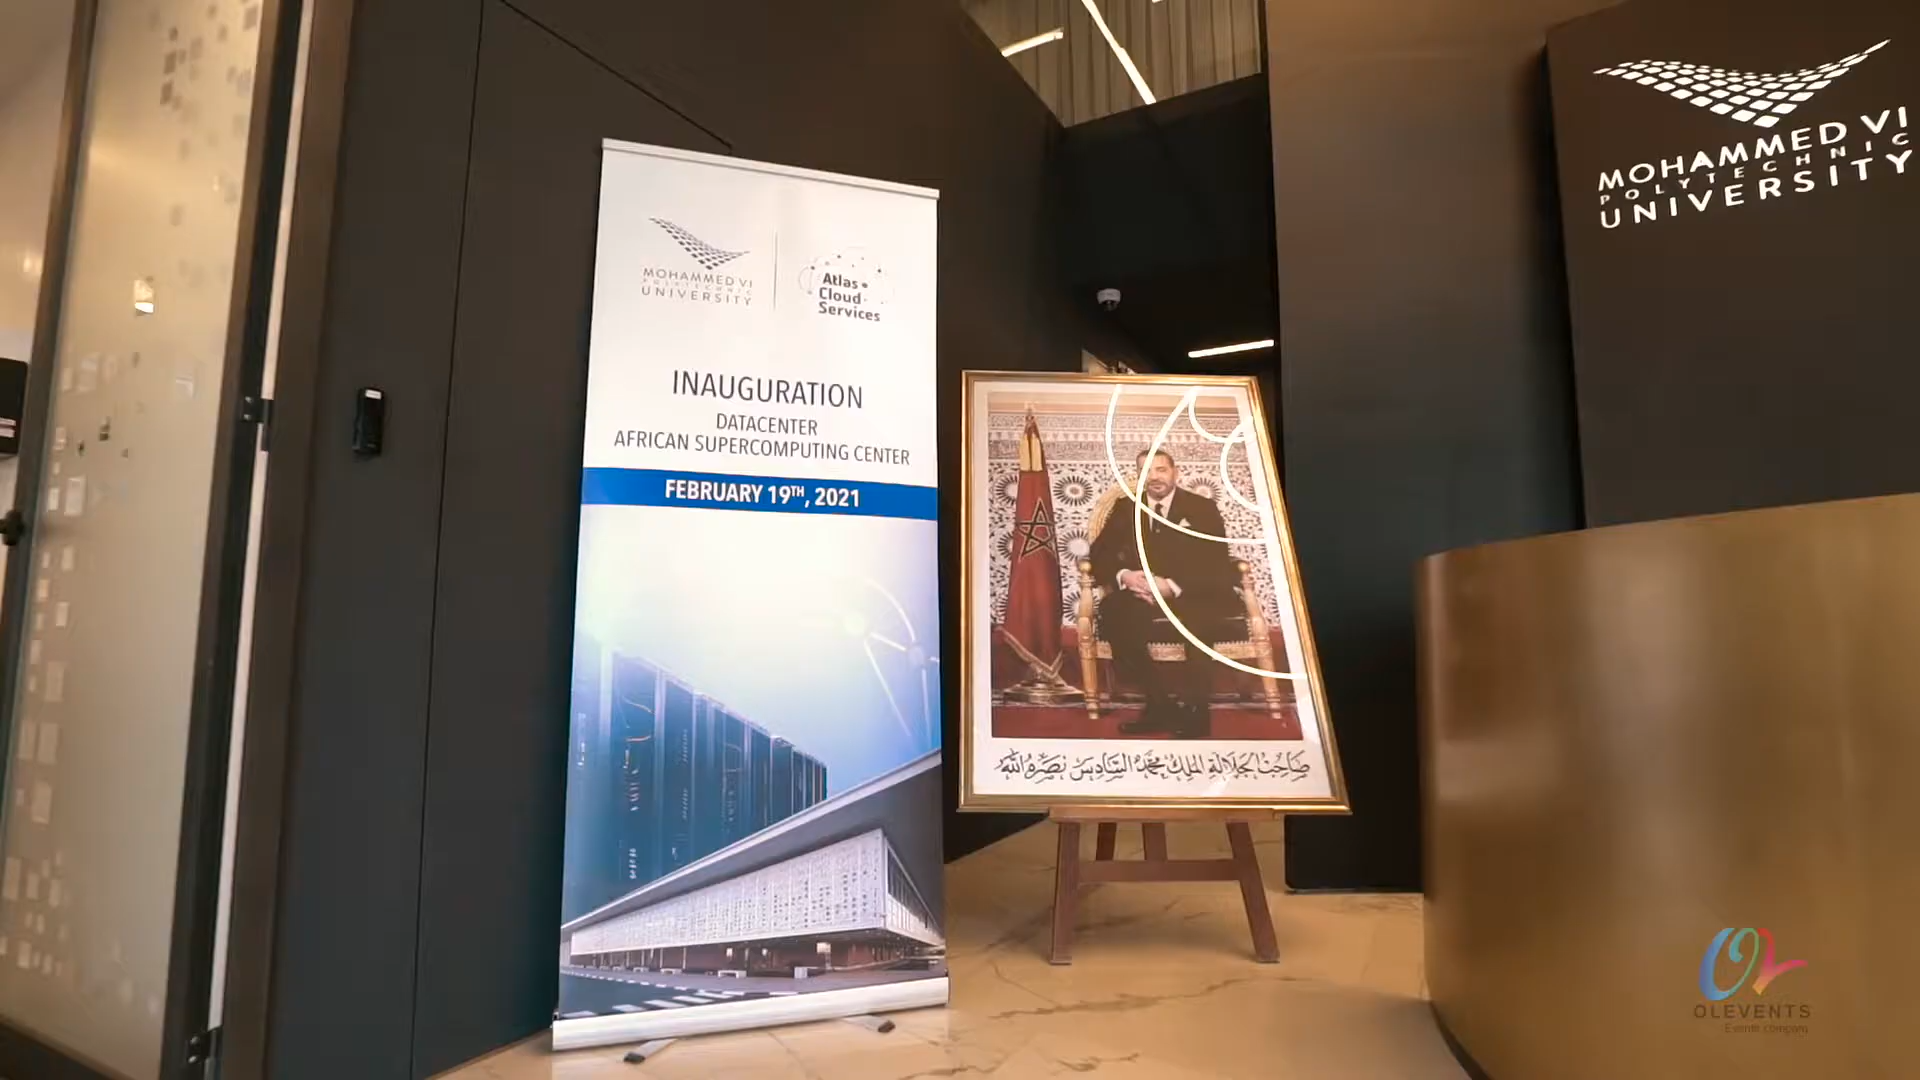 MOHAMMED VI
POLYTECHNIC
UNIVERSITY
Atlas
Cloud
Services
INAUGURATION
DATACENTER
AFRICAN SUPERCOMPUTING CENTER
FEBRUARY 19TH, 2021
صاحب الجلالة الملك محمد السادس نصره الله
MOHAMMED VI
POLYTECHNIC
UNIVERSITY
OLEVENTS
Events company